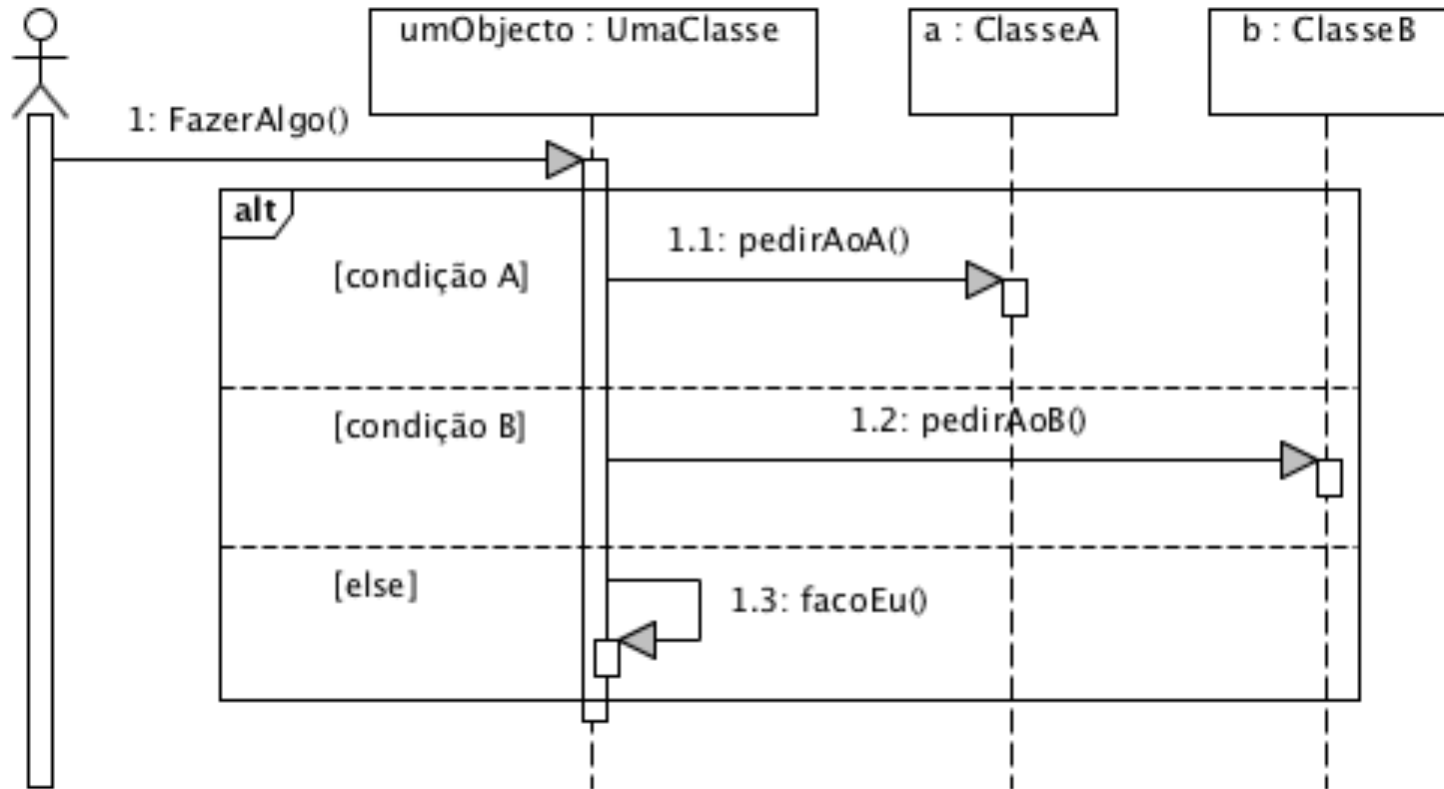 umObjecto : UmaClasse
a : ClasseA
b : ClasseB
1: FazerAlgo()
alt
1.1: pedirAoA()
[condição A]
1.2: pedirAoB()
[condição B]
[else]
1.3: facoEu()